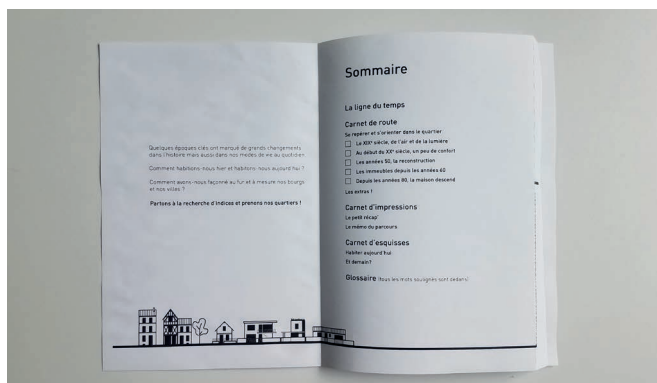 Quelques époques clés ont marqué de grands changements
dans l'histoire mais aussi dans nos modes de vie au quotidien
Comment habitions-nous hier et habitons-nous aujourd'hui ?
Comment avons-nous façonné au fur et à mesure nos bourgs
et nos villes ?
Partons à la recherche d'indices et prenons nos quartiers !
Sommaire
La ligne du temps
Carnet de route
Se repérer et s'orienter dans le quartier
Le XIXᵉ siècle, de l'air et de la lumière
Au début du XXᵉ siècle, un peu de confort
Les années 50, la reconstruction
Les immeubles depuis les années 60
Depuis les années 80, la maison descend
Les extras !
Carnet d'impressions
Le petit récap'
Le mémo du parcours
Carnet d'esquisses
Habiter aujourd'hui
Et demain?
Glossaire (tous les mots soulignés sont dedans)